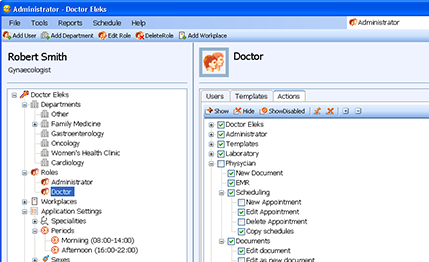 Administrator - Doctor Eleks
File Tools Reports Schedule Help
Administrator
Add User Add Department Edit Role DeleteRole Add Workplace
Robert Smith
Gynaecologist
Doctor Eleks
Departments
Other
Family Medicine
Gastroenterology
Oncology
Women's Health Clinic
Cardiology
Roles
Administrator
Doctor
Workplaces
Application Settings
Specialities
Periods
Morning (08:00-14:00)
Afternoon (16:00-22:00)
Sexes
Doctor
Users Templates Actions
Show Hide ShowDisabled
Doctor Eleks
Administrator
Templates
Laboratory
Physycian
New Document
EMR
Scheduling
New Appointment
Edit Appointment
Delete Appointment
Copy schedules
Documents
Edit document
Edit as new document